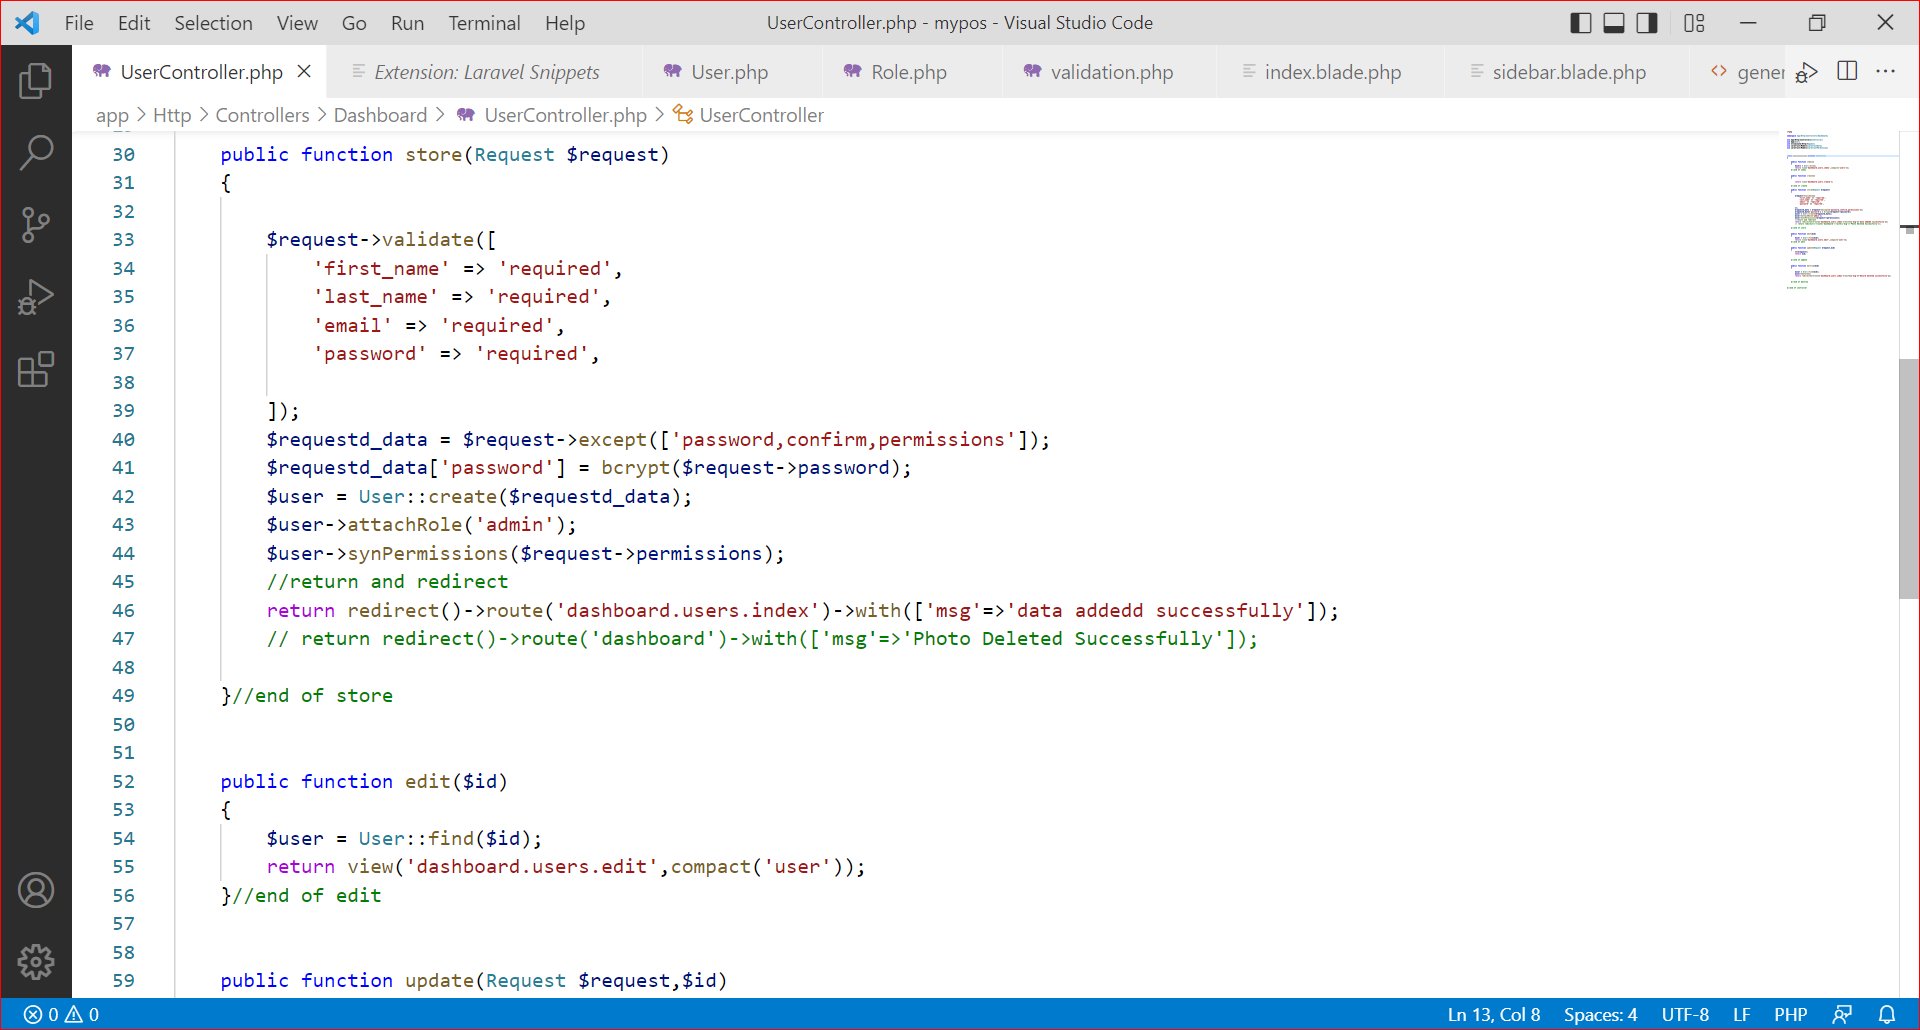 File Edit Selection View Go Run Terminal Help UserController.php - mypos - Visual Studio Code
UserController.php Extension: Laravel Snippets User.php Role.php validation.php index.blade.php sidebar.blade.php gener
app > Http > Controllers > Dashboard > UserController.php > UserController
30 public function store(Request $request)
31 {
32
33 $request->validate([
34 'first_name' => 'required',
35 'last_name' => 'required',
36 'email' => 'required',
37 'password' => 'required',
38
39 ]);
40 $requestd_data = $request->except(['password,confirm,permissions']);
41 $requestd_data['password'] = bcrypt($request->password);
42 $user = User::create($requestd_data);
43 $user->attachRole('admin');
44 $user->synPermissions($request->permissions);
45 //return and redirect
46 return redirect()->route('dashboard.users.index')->with(['msg'=>'data addedd successfully']);
47 // return redirect()->route('dashboard')->with(['msg'=>'Photo Deleted Successfully']);
48
49 }//end of store
50
51
52 public function edit($id)
53 {
54 $user = User::find($id);
55 return view('dashboard.users.edit',compact('user'));
56 }//end of edit
57
58
59 public function update(Request $request,$id)
0 0 Ln 13, Col 8 Spaces: 4 UTF-8 LF PHP